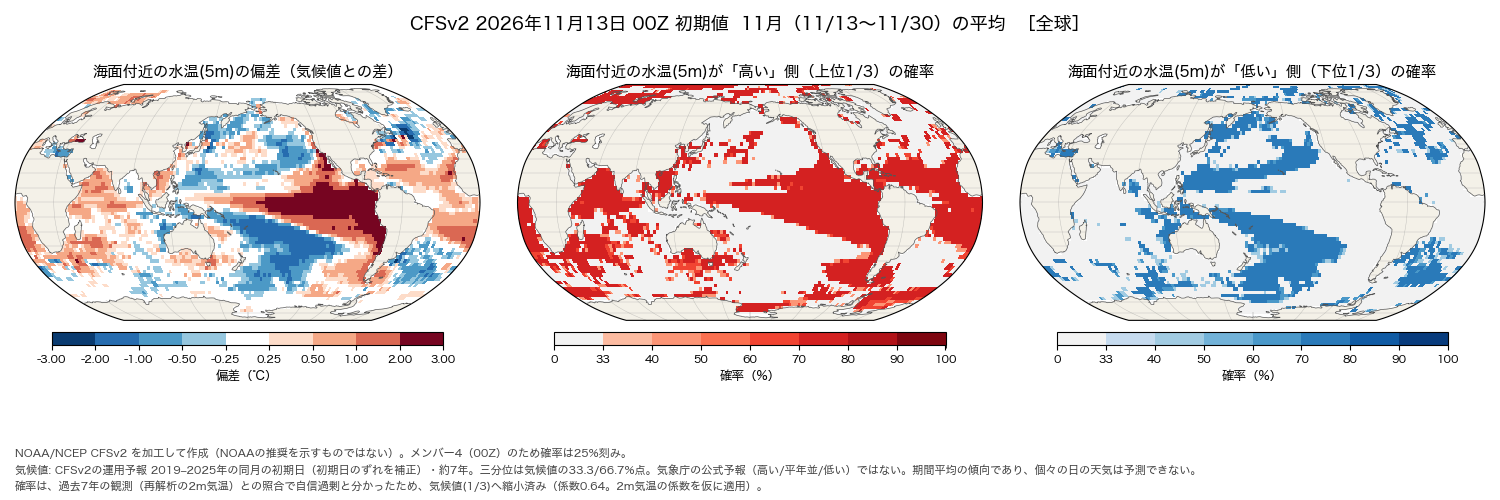 CFSv2 2026年11月13日 00Z 初期値  11月（11/13〜11/30）の平均  ［全球］
海面付近の水温(5m)の偏差（気候値との差）
海面付近の水温(5m)が「高い」側（上位1/3）の確率
海面付近の水温(5m)が「低い」側（下位1/3）の確率
-3.00 -2.00 -1.00 -0.50 -0.25 0.25 0.50 1.00 2.00 3.00
偏差（℃）
0 33 40 50 60 70 80 90 100
確率（%）
0 33 40 50 60 70 80 90 100
確率（%）
NOAA/NCEP CFSv2 を加工して作成（NOAAの推奨を示すものではない）。メンバー4（00Z）のため確率は25%刻み。
気候値: CFSv2の運用予報 2019–2025年の同月の初期日（初期日のずれを補正）・約7年。三分位は気候値の33.3/66.7%点。気象庁の公式予報（高い/平年並/低い）ではない。期間平均の傾向であり、個々の日の天気は予測できない。
確率は、過去7年の観測（再解析の2m気温）との照合で自信過剰と分かったため、気候値(1/3)へ縮小済み（係数0.64。2m気温の係数を仮に適用）。